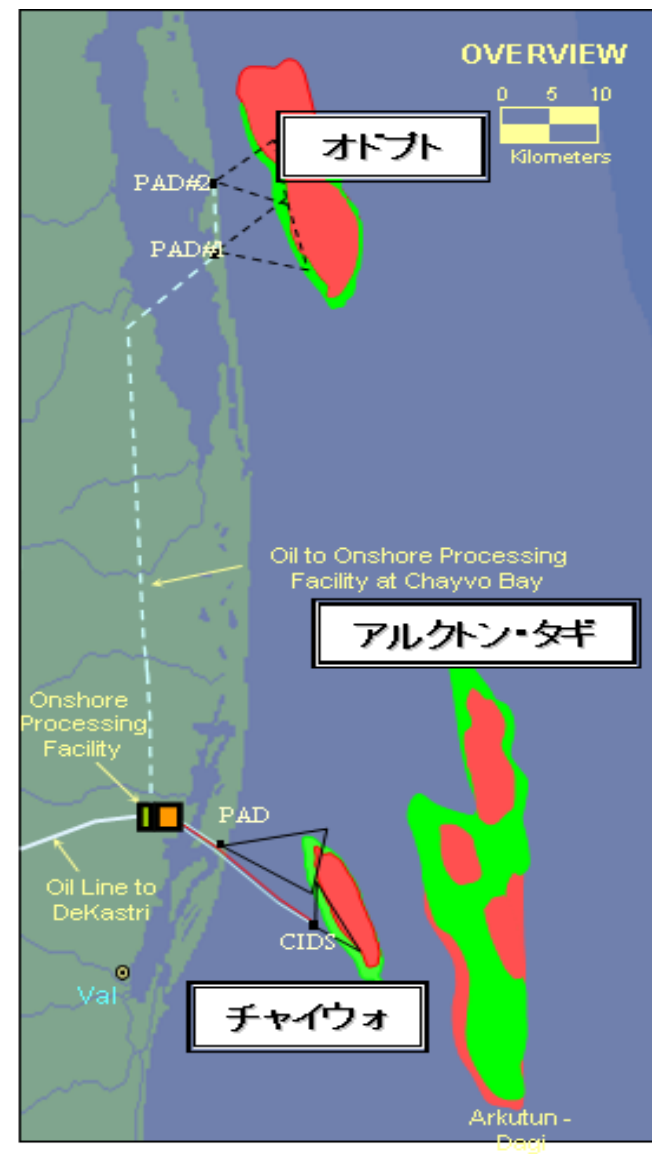 OVERVIEW
0 5 10
Kilometers
オドプト
PAD#2
PAD#1
Oil to Onshore Processing
Facility at Chayvo Bay
アルクトン・タギ
Onshore
Processing
Facility
PAD
Oil Line to
DeKastri
CIDS
Val
チャイウォ
Arkutun -
Dagi